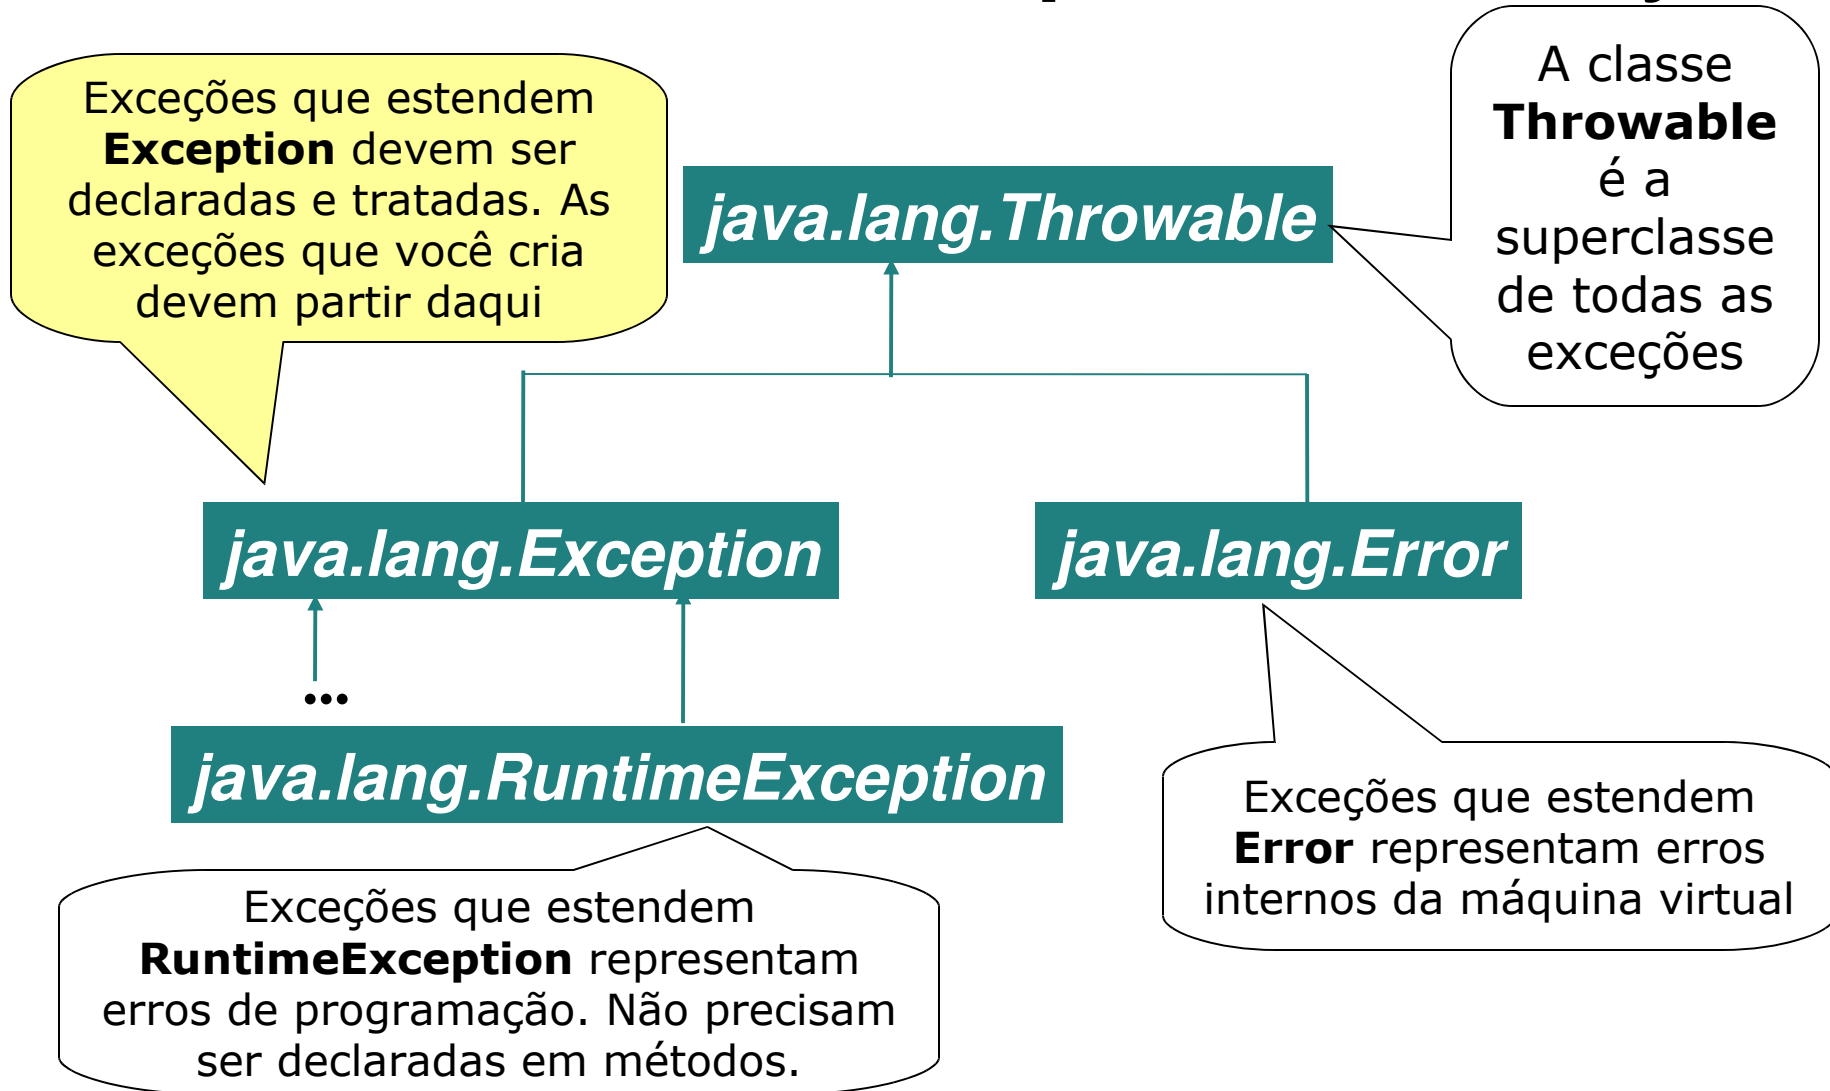 Exceções que estendem
Exception devem ser
declaradas e tratadas. As
exceções que você cria
devem partir daqui
A classe
Throwable
é a
superclasse
de todas as
exceções
java.lang.Throwable
java.lang.Exception
java.lang.Error
...
java.lang.RuntimeException
Exceções que estendem
Error representam erros
internos da máquina virtual
Exceções que estendem
RuntimeException representam
erros de programação. Não precisam
ser declaradas em métodos.